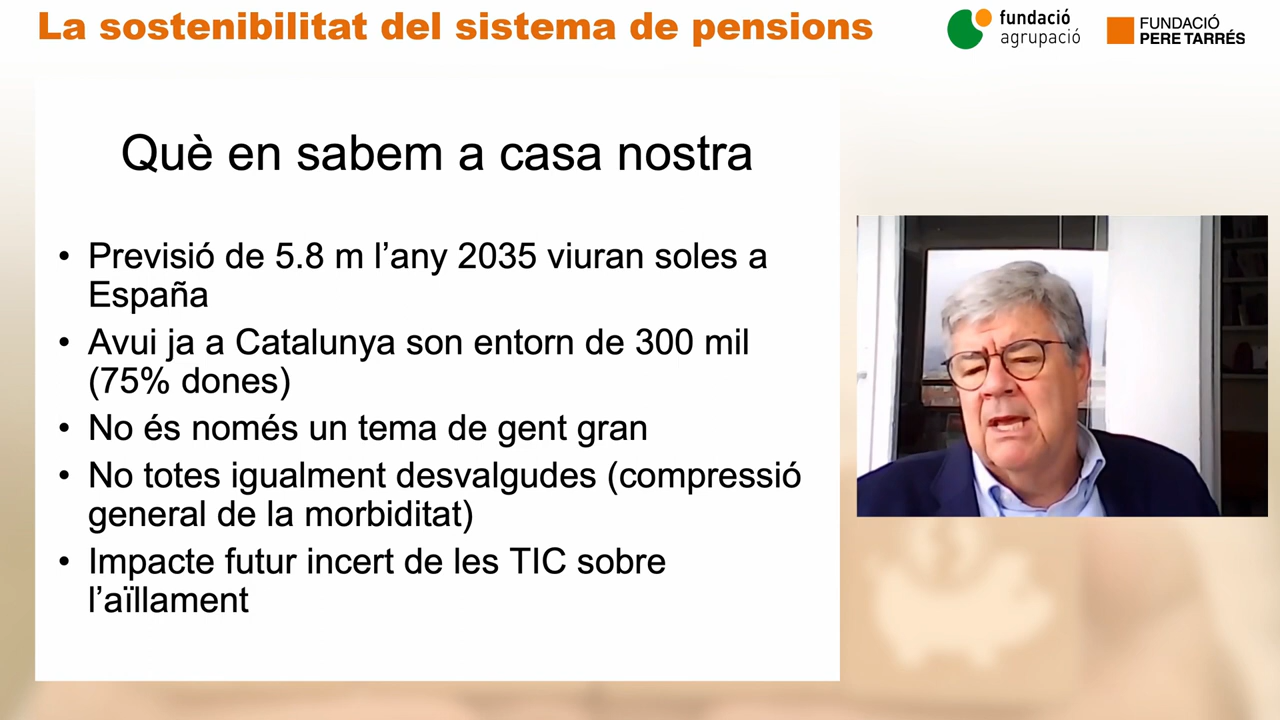 La sostenibilitat del sistema de pensions
fundació
agrupació
FUNDACIÓ
PERE TARRÉS
Què en sabem a casa nostra
• Previsió de 5.8 m l’any 2035 viuran soles a
España
• Avui ja a Catalunya son entorn de 300 mil
(75% dones)
• No és només un tema de gent gran
• No totes igualment desvalgudes (compressió
general de la morbiditat)
• Impacte futur incert de les TIC sobre
l’aïllament